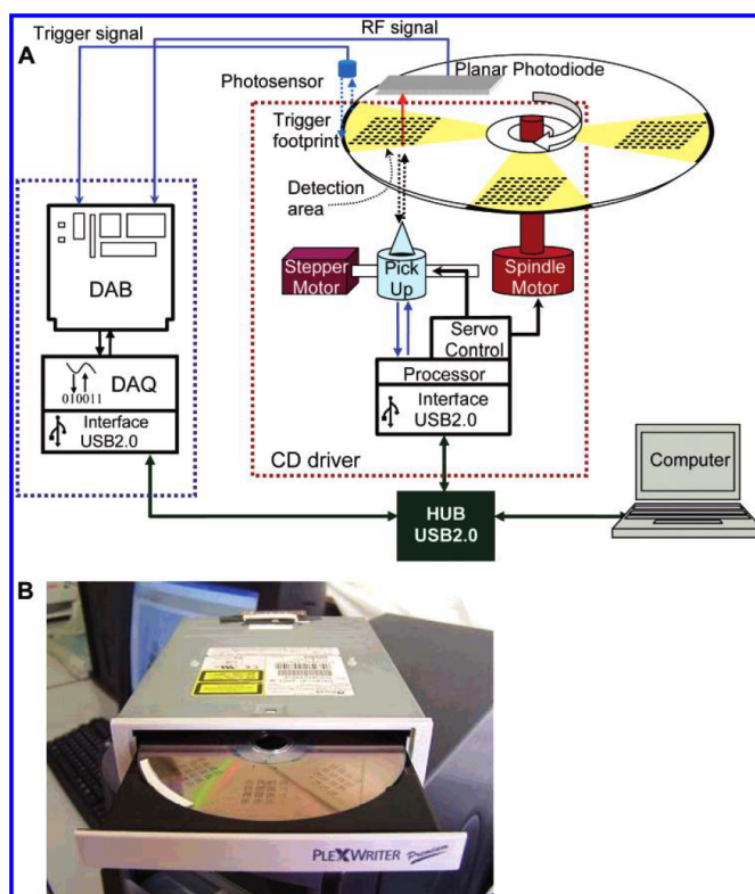 Trigger signal
RF signal
A
Photosensor
Planar Photodiode
Trigger
footprint
Detection
area
DAB
Stepper
Motor
Pick
Up
Spindle
Motor
Servo
Control
Processor
DAQ
010011
Interface
USB2.0
Interface
USB2.0
CD driver
Computer
HUB
USB2.0
B
PLEXWRITER Premium